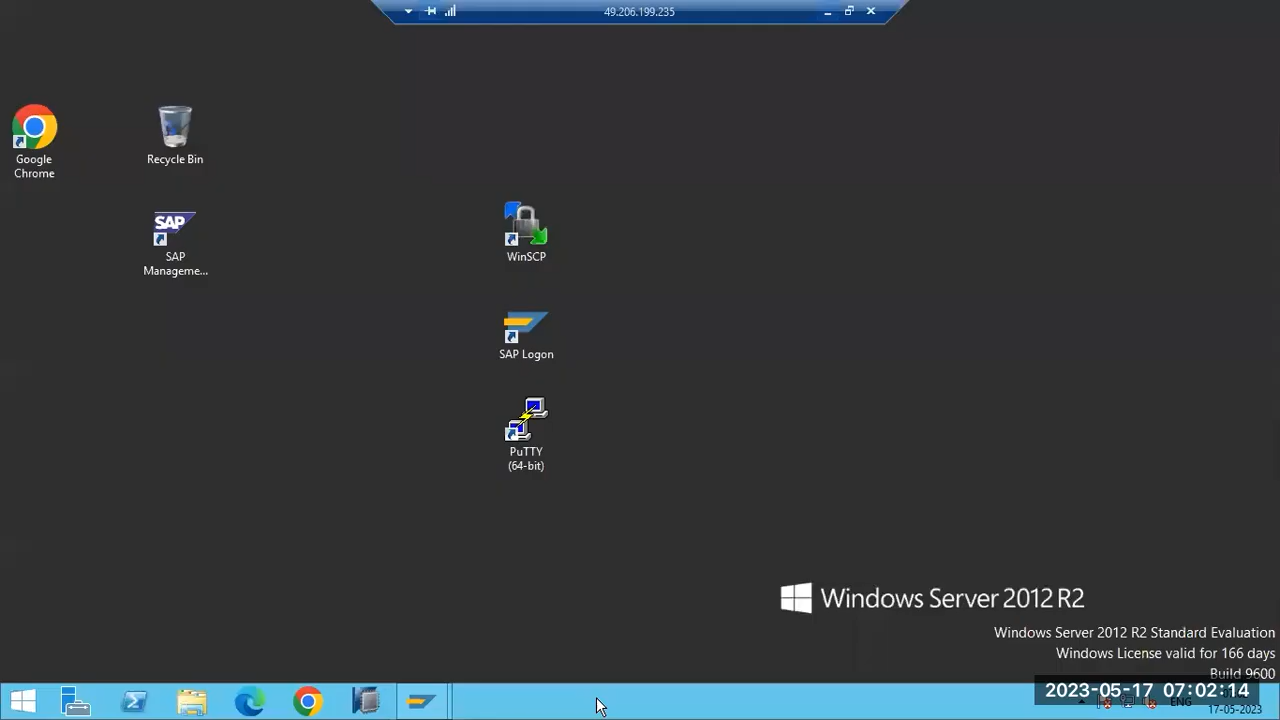 49.206.199.235
Google
Chrome
Recycle Bin
SAP
SAP
Manageme...
WinSCP
SAP Logon
PuTTY
(64-bit)
Windows Server 2012 R2
Windows Server 2012 R2 Standard Evaluation
Windows License valid for 166 days
Build 9600
2023-05-17 07:02:14
ENG
17-05-2023